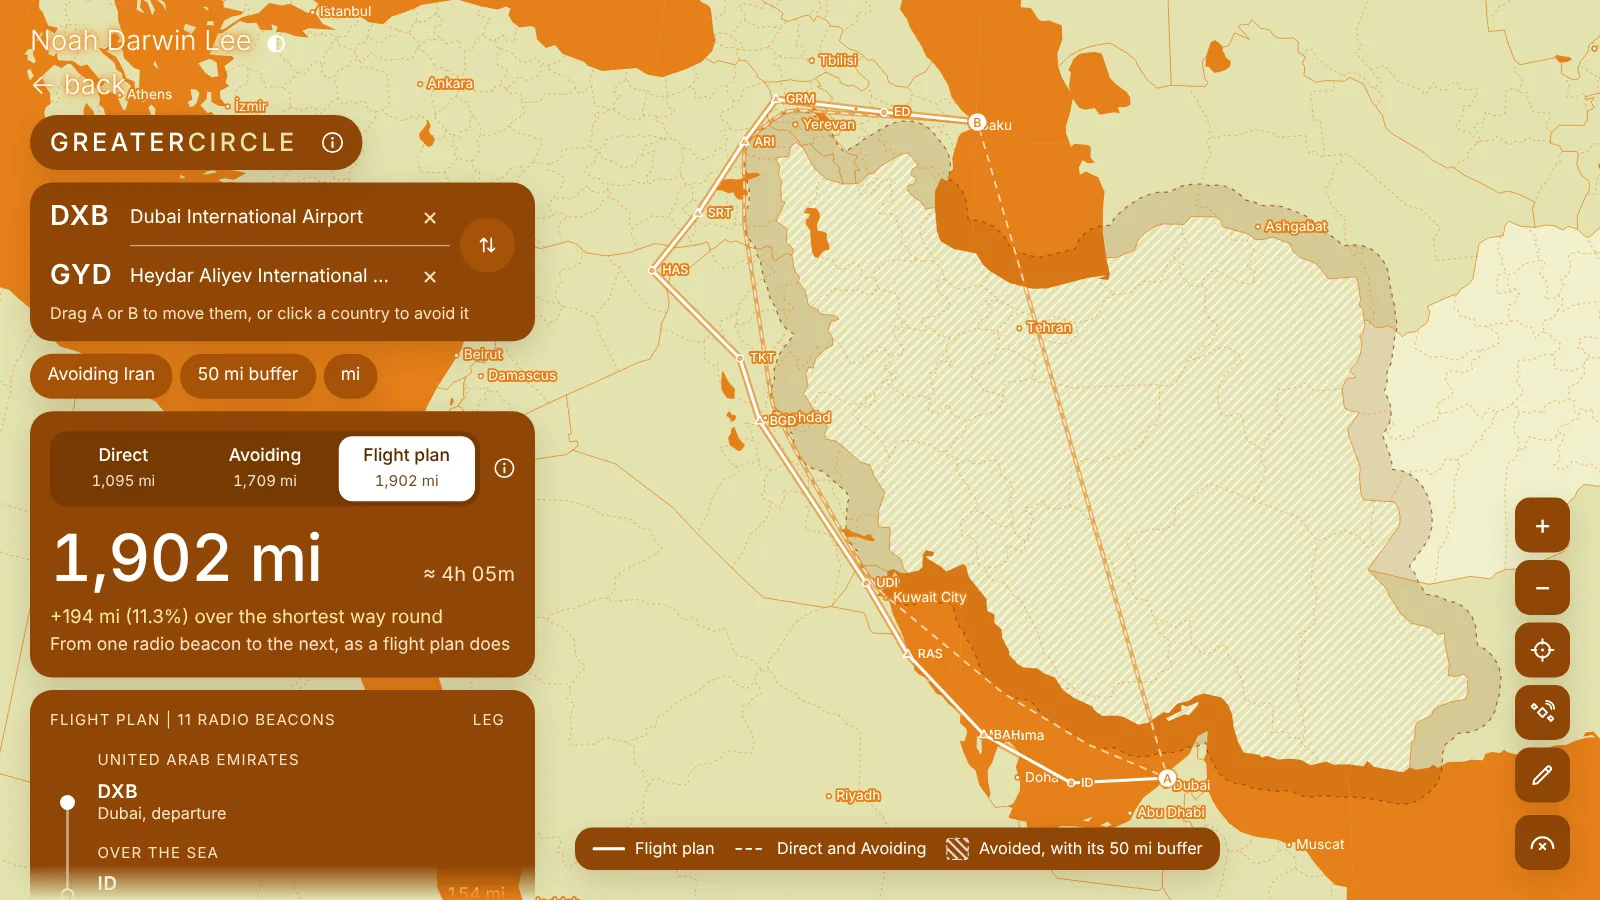 Noah Darwin Lee
← back
GREATERCIRCLE
DXB Dubai International Airport
GYD Heydar Aliyev International ...
Drag A or B to move them, or click a country to avoid it
Avoiding Iran
50 mi buffer
mi
Direct
1,095 mi
Avoiding
1,709 mi
Flight plan
1,902 mi
1,902 mi
≈ 4h 05m
+194 mi (11.3%) over the shortest way round
From one radio beacon to the next, as a flight plan does
FLIGHT PLAN | 11 RADIO BEACONS
LEG
UNITED ARAB EMIRATES
DXB
Dubai, departure
OVER THE SEA
ID
154 mi
Istanbul
Athens
İzmir
Ankara
Tbilisi
GRM
ED
Yerevan
B
aku
ARI
SRT
HAS
Ashgabat
Tehran
Beirut
Damascus
TKT
BGD
hdad
UDI
Kuwait City
RAS
BAH
ma
Doha
ID
A
Dubai
Riyadh
Abu Dhabi
Muscat
Flight plan
Direct and Avoiding
Avoided, with its 50 mi buffer
+
−